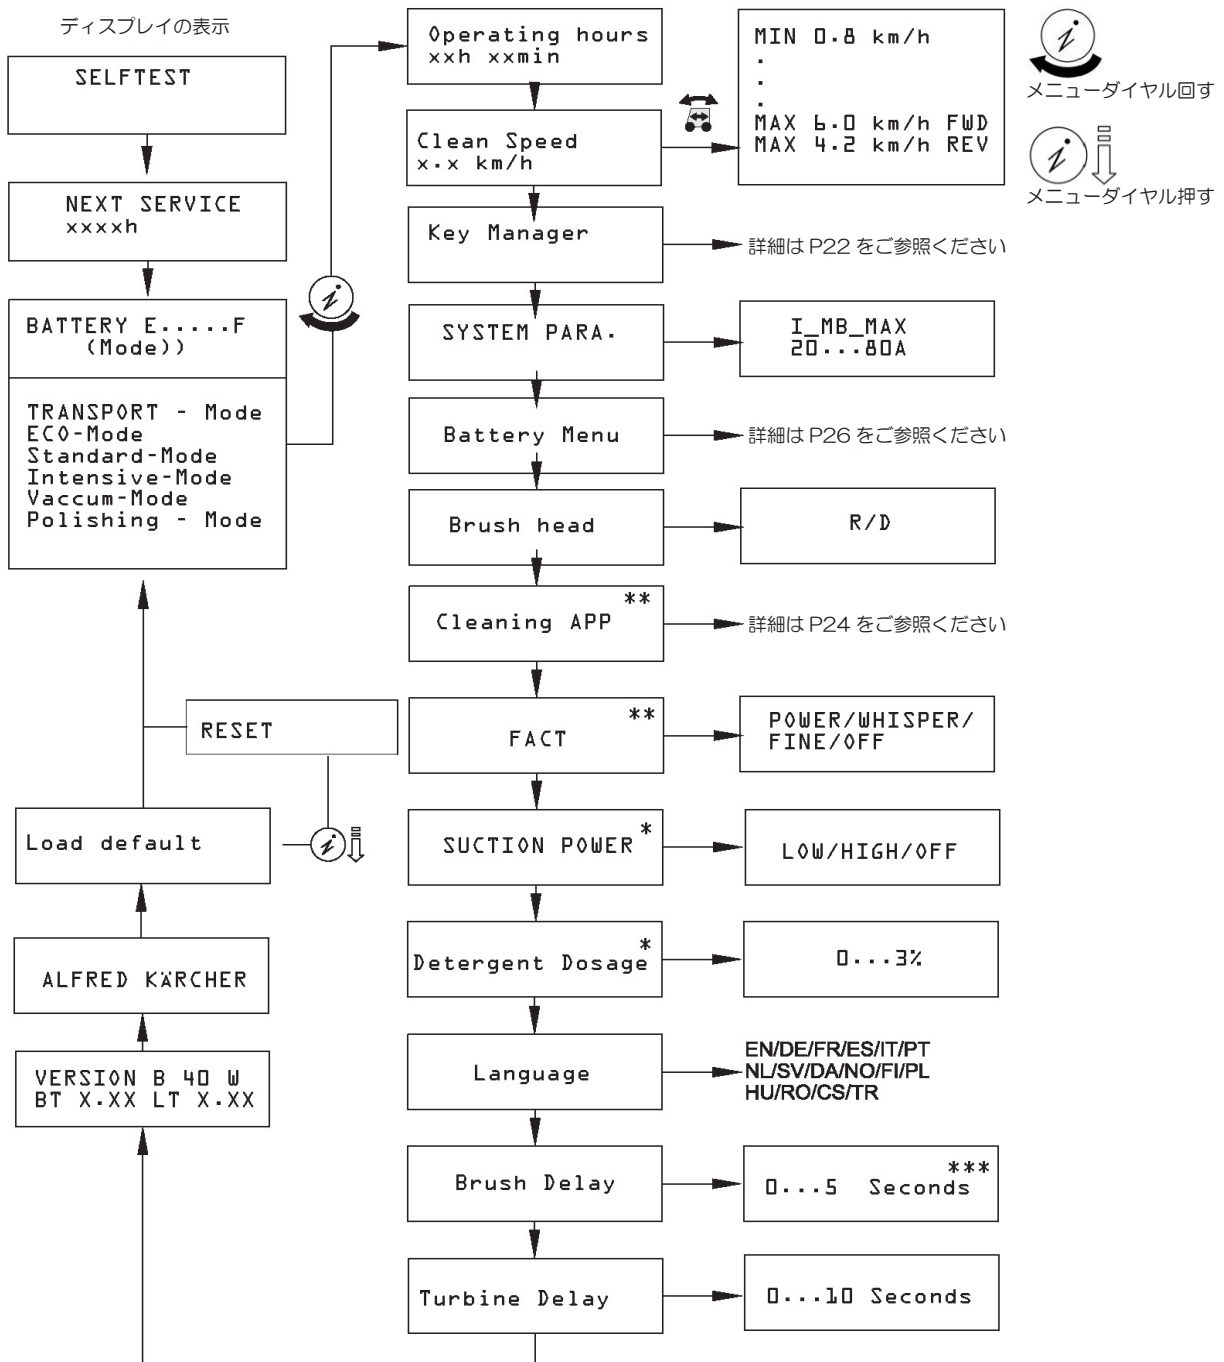 ディスプレイの表示
SELFTEST
NEXT SERVICE
xxxxh
BATTERY E.....F
(Mode))
TRANSPORT - Mode
ECO-Mode
Standard-Mode
Intensive-Mode
Vaccum-Mode
Polishing - Mode
RESET
Load default
ALFRED KÄRCHER
VERSION B 40 W
BT X.XX LT X.XX
Operating hours
xxh xxmin
Clean Speed
x.x km/h
MIN 0.8 km/h
.
.
.
MAX 6.0 km/h FWD
MAX 4.2 km/h REV
Key Manager
詳細は P22 をご参照ください
SYSTEM PARA.
I_MB_MAX
20...80A
Battery Menu
詳細は P26 をご参照ください
Brush head
R/D
Cleaning APP **
詳細は P24 をご参照ください
FACT **
POWER/WHISPER/
FINE/OFF
SUCTION POWER *
LOW/HIGH/OFF
Detergent Dosage *
0...3%
Language
EN/DE/FR/ES/IT/PT
NL/SV/DA/NO/FI/PL
HU/RO/CS/TR
Brush Delay
0...5 Seconds ***
Turbine Delay
0...10 Seconds
i
メニューダイヤル回す
i
メニューダイヤル押す